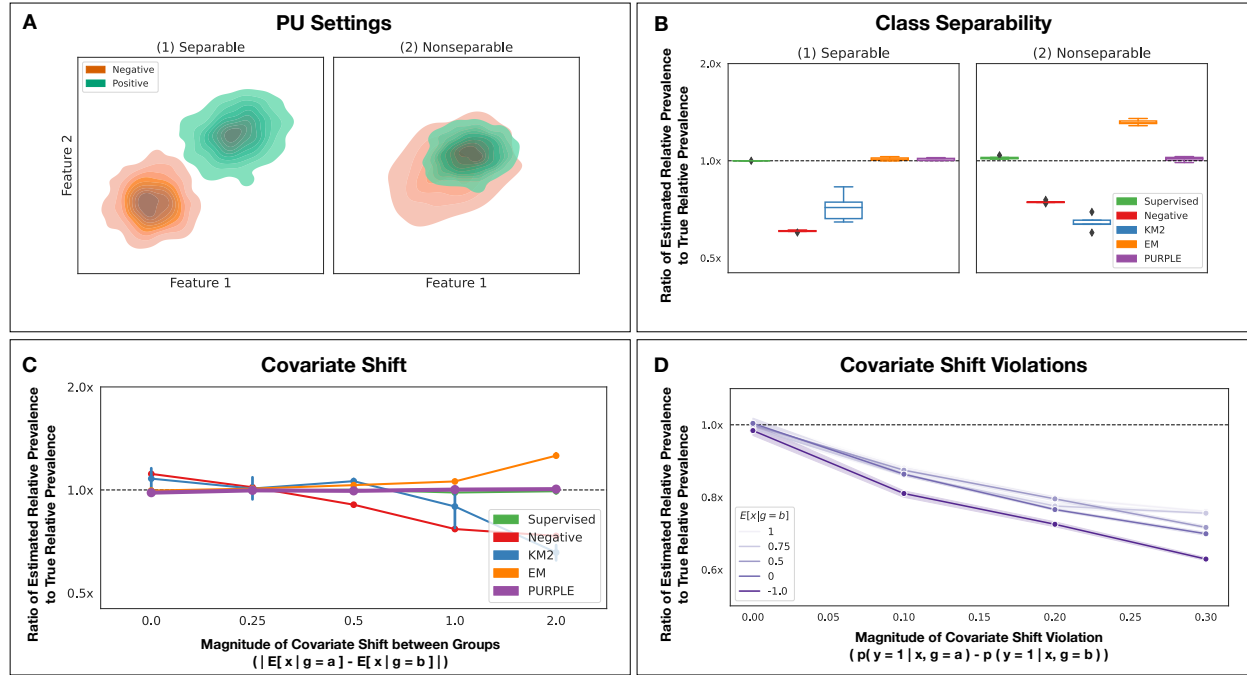 A
PU Settings
(1) Separable
(2) Nonseparable
Negative
Positive
Feature 2
Feature 1
Feature 1
B
Class Separability
(1) Separable
(2) Nonseparable
Ratio of Estimated Relative Prevalence
to True Relative Prevalence
2.0x
1.0x
0.5x
Supervised
Negative
KM2
EM
PURPLE
C
Covariate Shift
Ratio of Estimated Relative Prevalence
to True Relative Prevalence
2.0x
1.0x
0.5x
Supervised
Negative
KM2
EM
PURPLE
0.0 0.25 0.5 1.0 2.0
Magnitude of Covariate Shift between Groups
( | E[ x | g = a ] - E[ x | g = b ] | )
D
Covariate Shift Violations
Ratio of Estimated Relative Prevalence
to True Relative Prevalence
1.0x
0.8x
0.6x
E[x|g = b]
1
0.75
0.5
0
-1.0
0.00 0.05 0.10 0.15 0.20 0.25 0.30
Magnitude of Covariate Shift Violation
( p( y = 1 | x, g = a ) - p ( y = 1 | x, g = b ) )